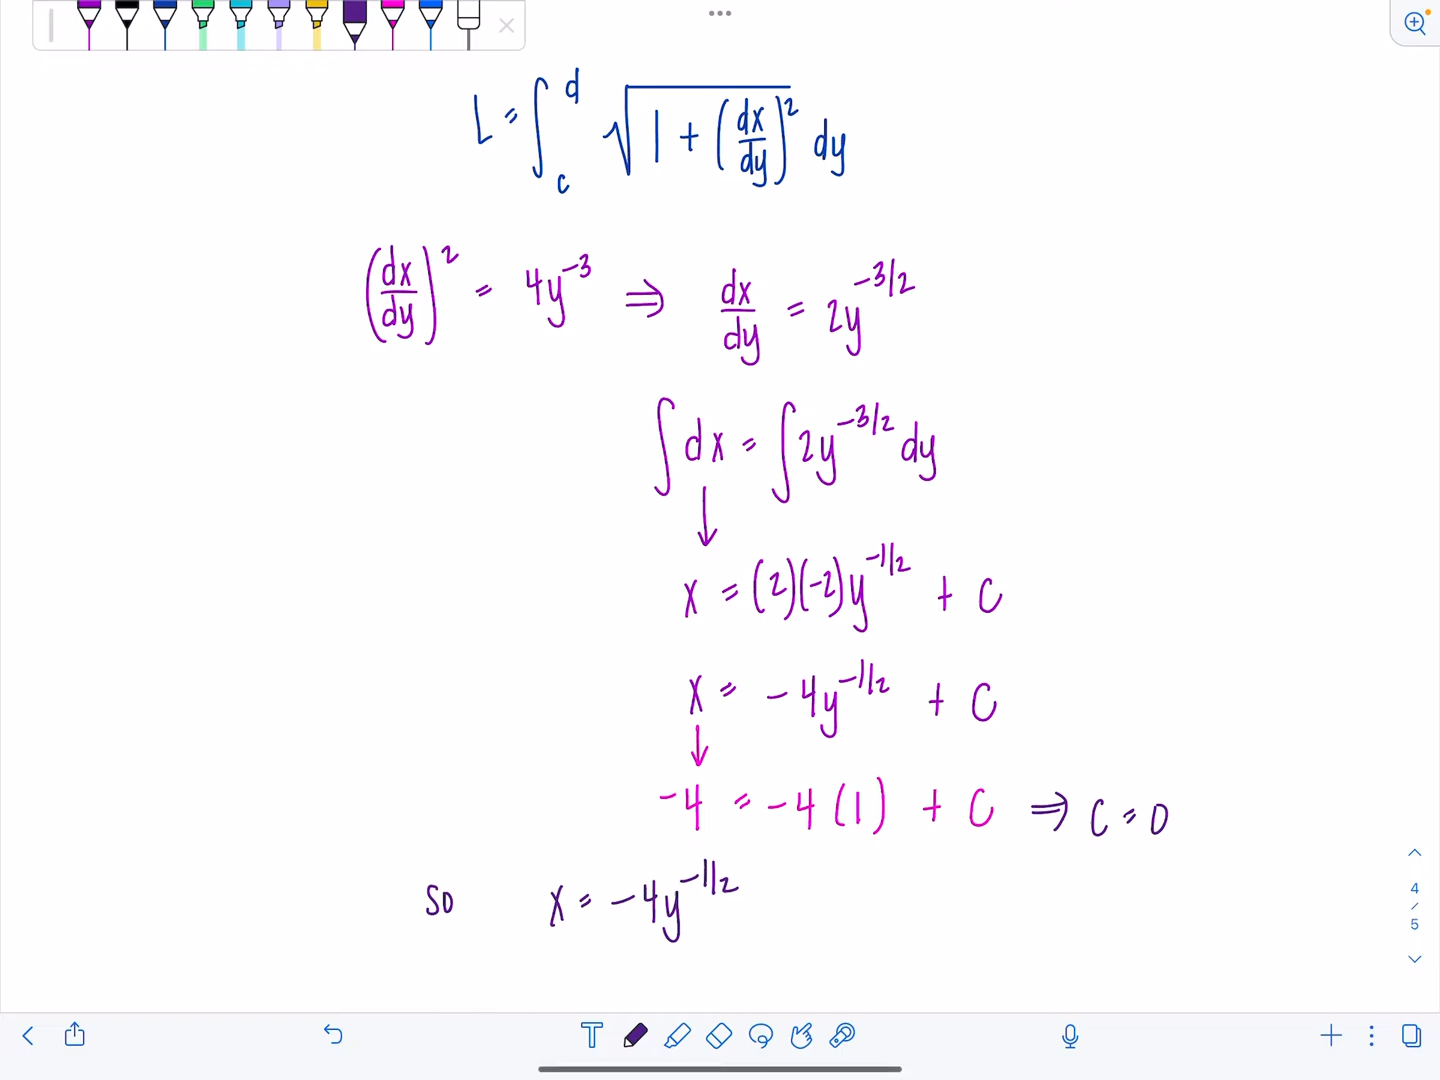 L = ∫_c^d √(1 + (dx/dy)²) dy
(dx/dy)² = 4y⁻³ ⇒ dx/dy = 2y^(-3/2)
∫ dx = ∫ 2y^(-3/2) dy
↓
x = (2)(-2)y^(-1/2) + C
x = -4y^(-1/2) + C
↓
-4 = -4(1) + C ⇒ C = 0
so x = -4y^(-1/2)
4
/
5
T